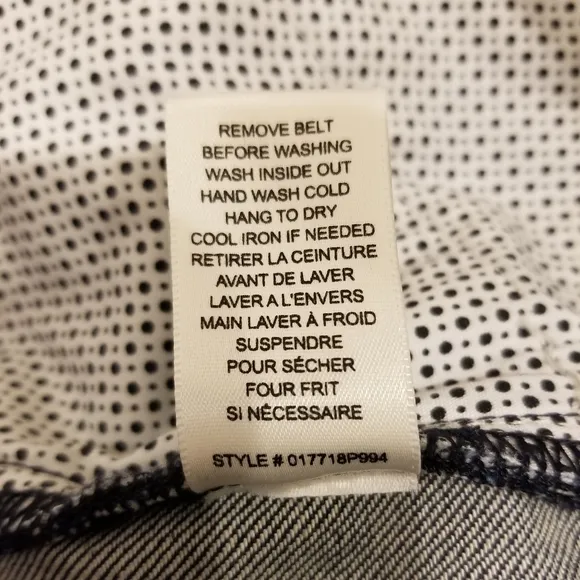 REMOVE BELT
BEFORE WASHING
WASH INSIDE OUT
HAND WASH COLD
HANG TO DRY
COOL IRON IF NEEDED
RETIRER LA CEINTURE
AVANT DE LAVER
LAVER A L'ENVERS
MAIN LAVER À FROID
SUSPENDRE
POUR SÉCHER
FOUR FRIT
SI NÉCESSAIRE
STYLE # 017718P994